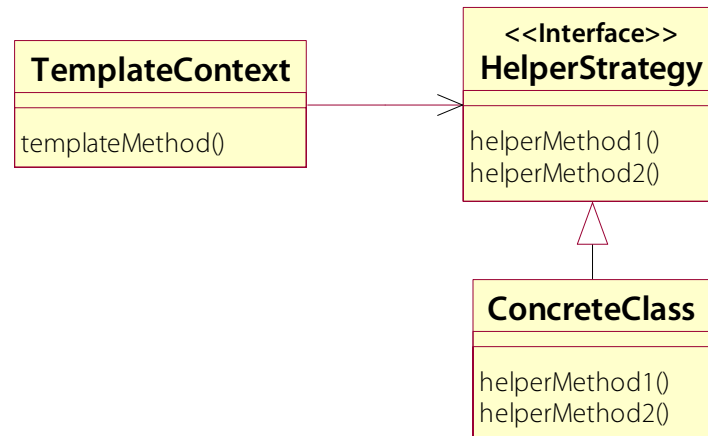 TemplateContext
templateMethod()
<<Interface>>
HelperStrategy
helperMethod1()
helperMethod2()
ConcreteClass
helperMethod1()
helperMethod2()